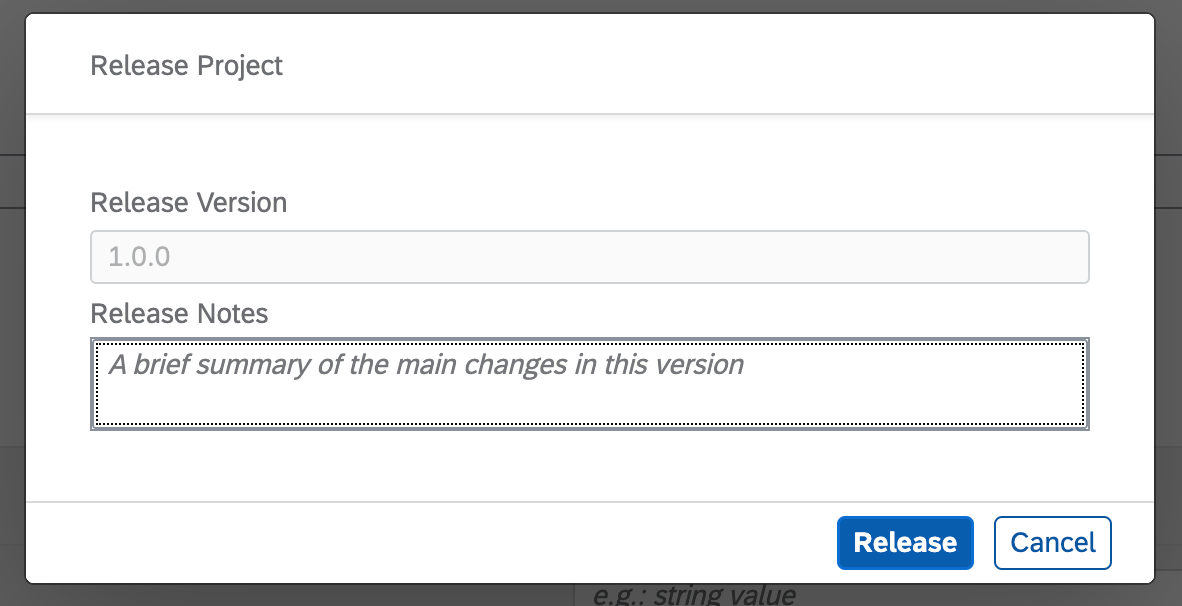 Release Project
Release Version
1.0.0
Release Notes
A brief summary of the main changes in this version
Release Cancel
e.g.: string value